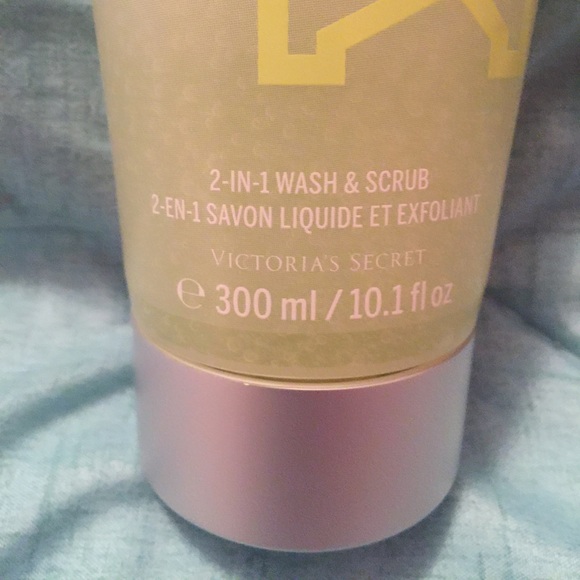 2-IN-1 WASH & SCRUB
2-EN-1 SAVON LIQUIDE ET EXFOLIANT
VICTORIA'S SECRET
℮ 300 ml / 10.1 fl oz